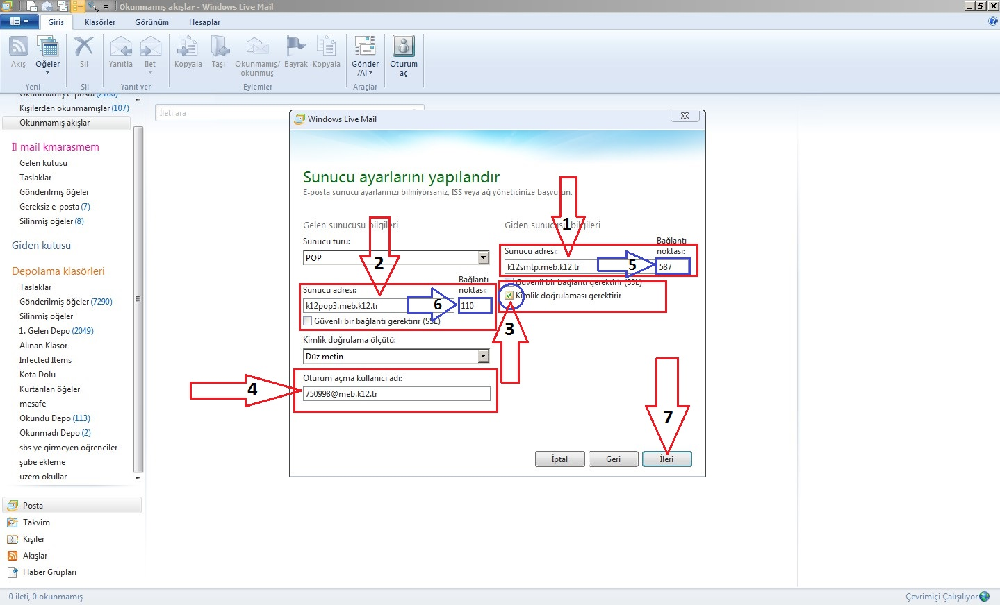 Okunmamış akışlar - Windows Live Mail
Giriş
Klasörler
Görünüm
Hesaplar
Akış
Öğeler
Sil
Yanıtla
İlet
Kopyala
Taşı
Okunmamış/
okunmuş
Bayrak
Kopyala
Gönder
/Al
Oturum
aç
Yeni
Sil
Yanıt ver
Eylemler
Araçlar
Okunmamış e-posta (2160)
Kişilerden okunmamışlar (107)
Okunmamış akışlar
İl mail kmarasmem
Gelen kutusu
Taslaklar
Gönderilmiş öğeler
Gereksiz e-posta (7)
Silinmiş öğeler (8)
Giden kutusu
Depolama klasörleri
Taslaklar
Gönderilmiş öğeler (7290)
Silinmiş öğeler
1. Gelen Depo (2049)
Alınan Klasör
Infected Items
Kota Dolu
Kurtarılan öğeler
mesafe
Okundu Depo (113)
Okunmadı Depo (2)
sbs ye girmeyen öğrenciler
şube ekleme
uzem okullar
Posta
Takvim
Kişiler
Akışlar
Haber Grupları
İleti ara
Windows Live Mail
Sunucu ayarlarını yapılandır
E-posta sunucu ayarlarınızı bilmiyorsanız, ISS veya ağ yöneticinize başvurun.
Gelen sunucusu bilgileri
Sunucu türü:
POP
2
Bağlantı
Sunucu adresi: noktası:
k12pop3.meb.k12.tr 6 110
Güvenli bir bağlantı gerektirir (SSL)
Kimlik doğrulama ölçütü:
Düz metin
4
Oturum açma kullanıcı adı:
750998@meb.k12.tr
1
Giden sunucusu bilgileri
Bağlantı
Sunucu adresi: noktası:
k12smtp.meb.k12.tr 5 587
Güvenli bir bağlantı gerektirir (SSL)
Kimlik doğrulaması gerektirir
3
7
İptal
Geri
İleri
0 ileti, 0 okunmamış
Çevrimiçi Çalışılıyor